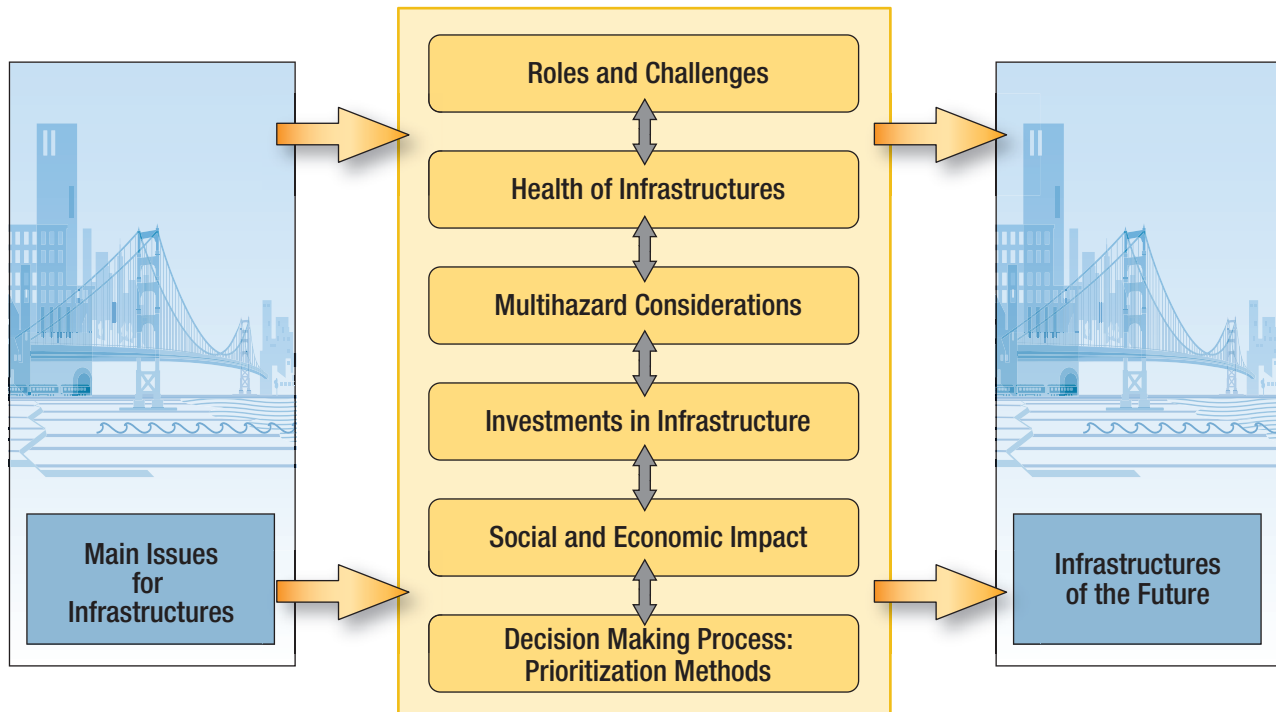 Roles and Challenges
Health of Infrastructures
Multihazard Considerations
Investments in Infrastructure
Social and Economic Impact
Decision Making Process:
Prioritization Methods
Main Issues
for
Infrastructures
Infrastructures
of the Future